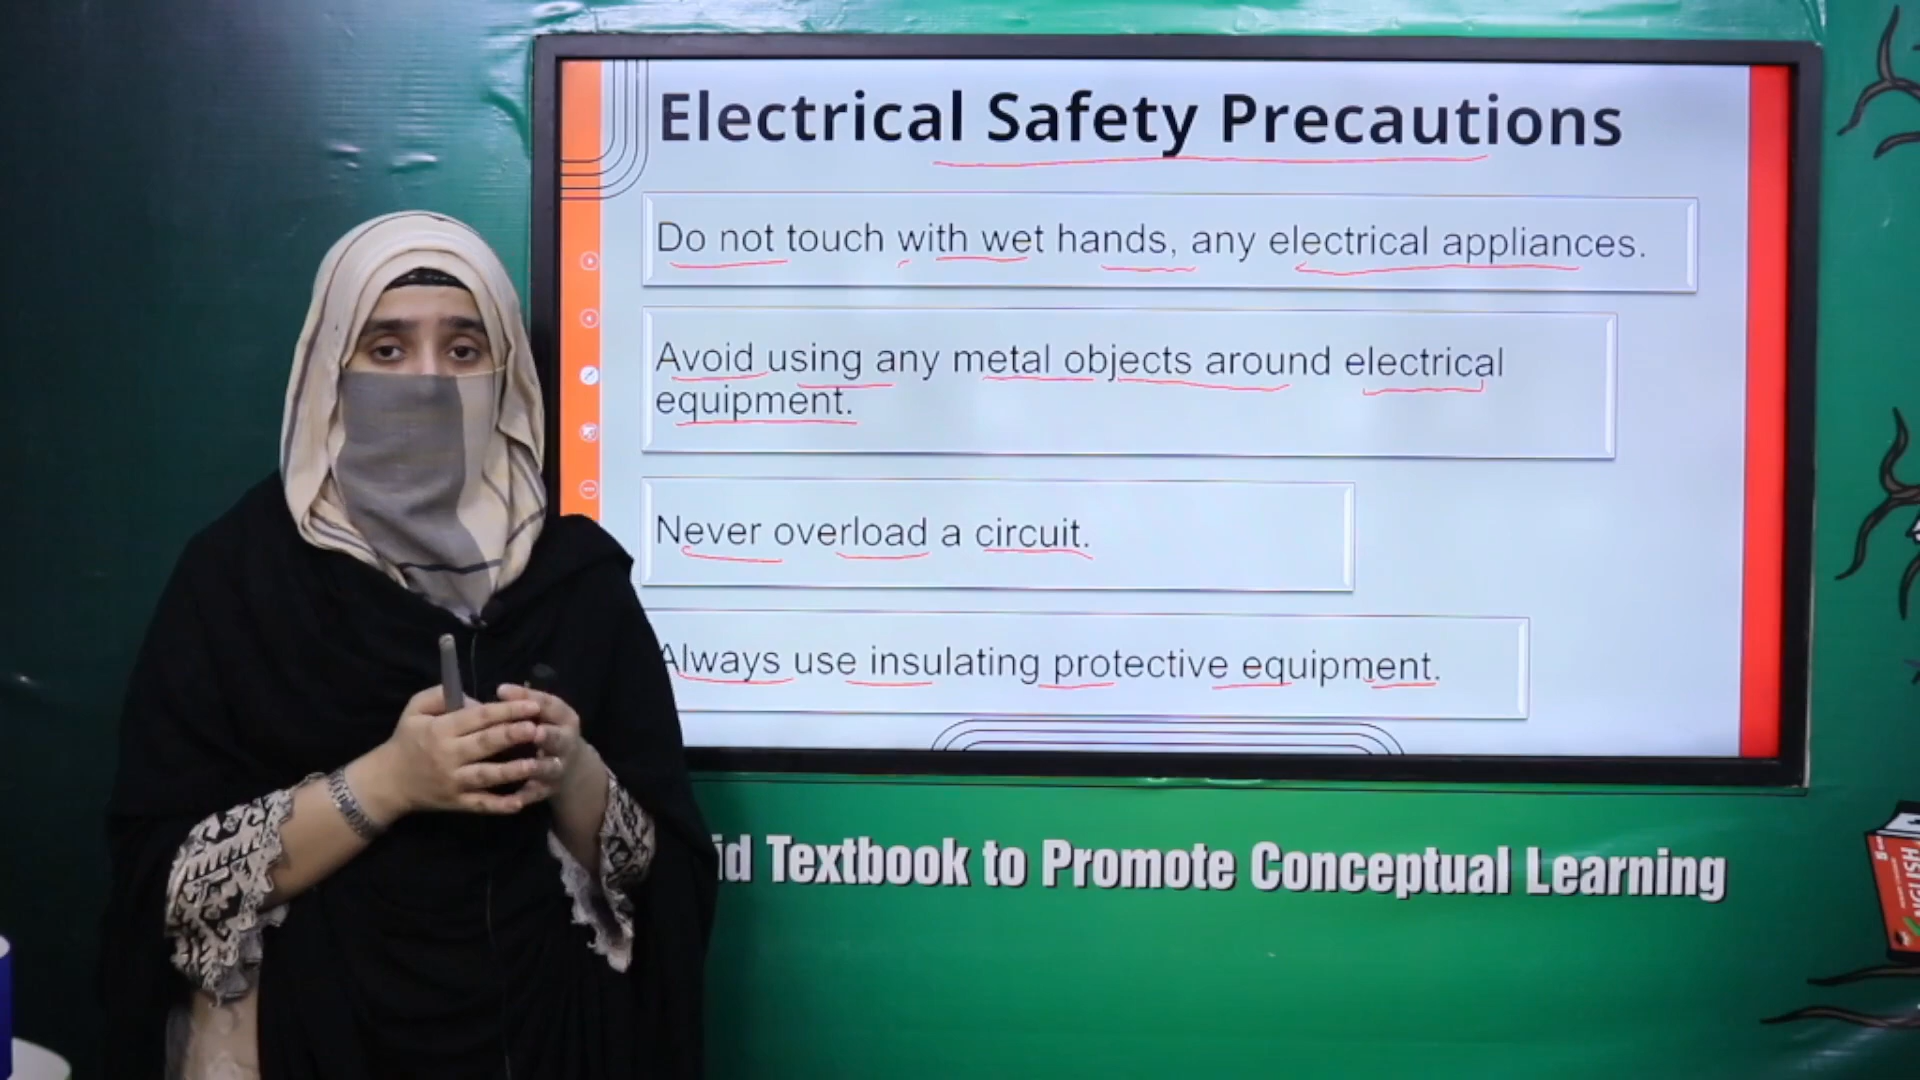 Electrical Safety Precautions
Do not touch with wet hands, any electrical appliances.
Avoid using any metal objects around electrical
equipment.
Never overload a circuit.
Always use insulating protective equipment.
Textbook to Promote Conceptual Learning